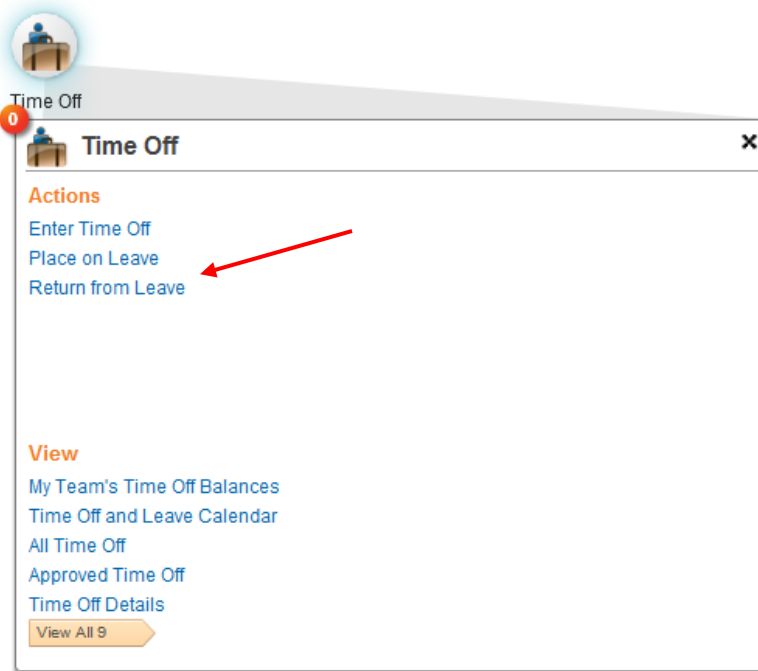 Time Off
0
Time Off
Actions
Enter Time Off
Place on Leave
Return from Leave
View
My Team's Time Off Balances
Time Off and Leave Calendar
All Time Off
Approved Time Off
Time Off Details
View All 9